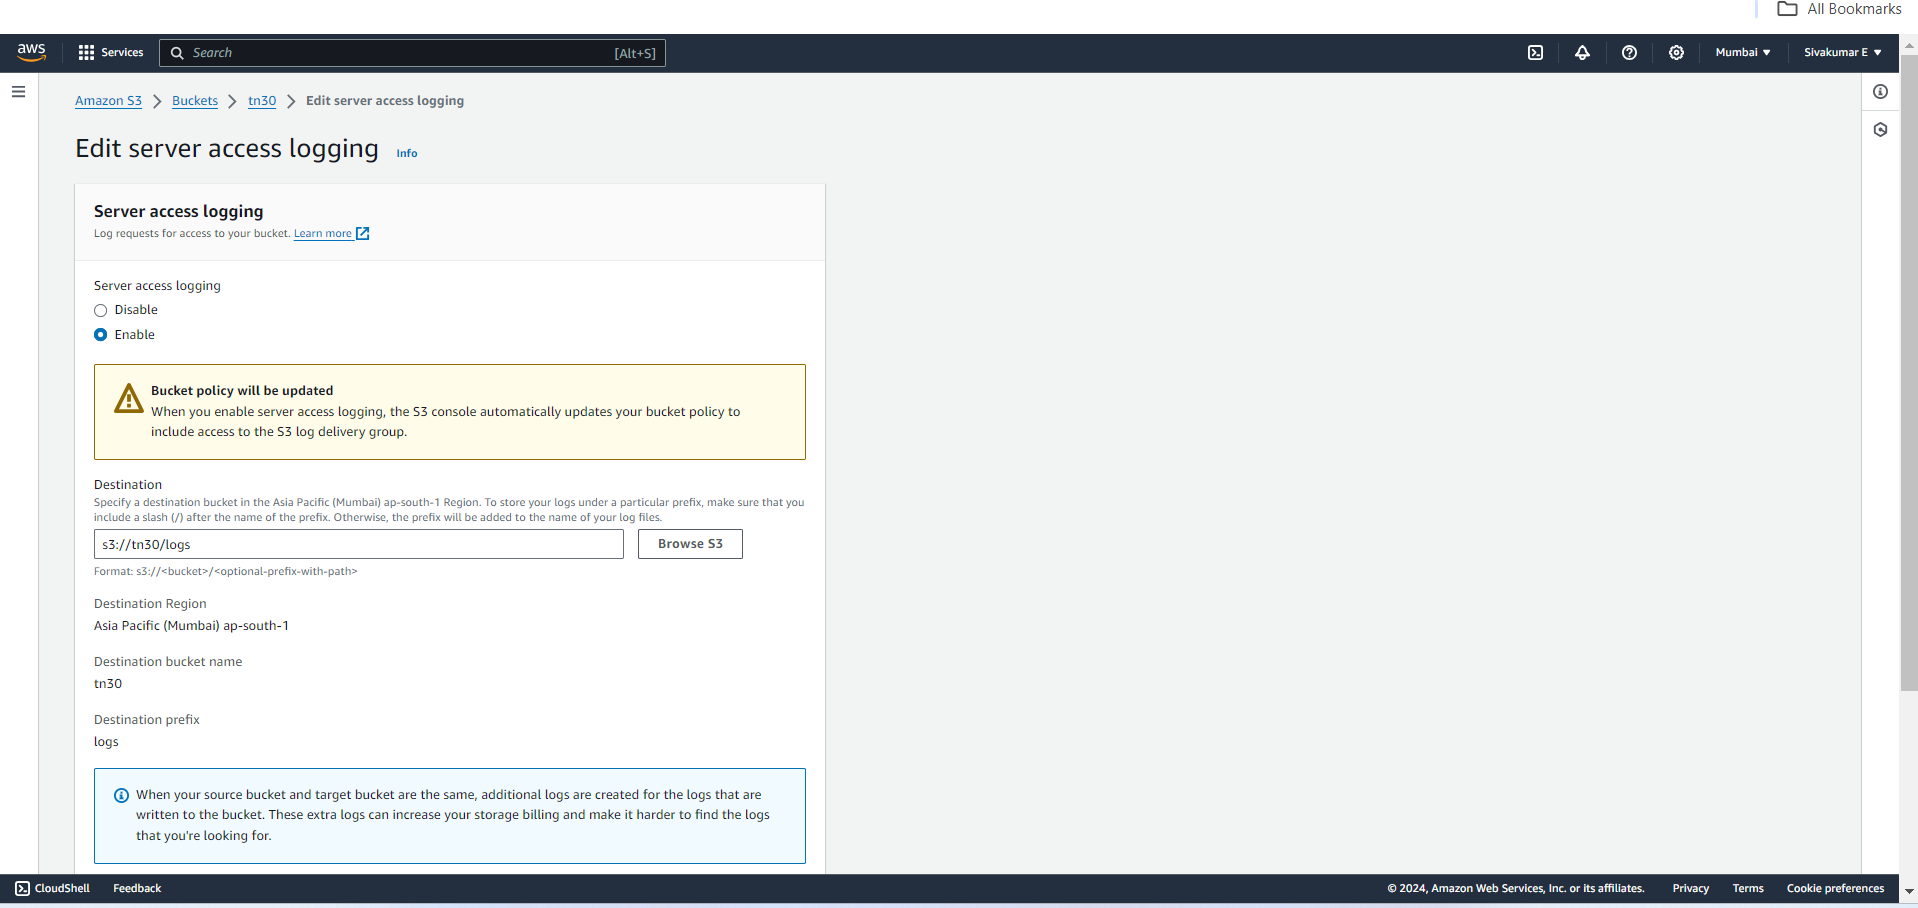 All Bookmarks
aws
Services
Search
[Alt+S]
Mumbai
Sivakumar E
Amazon S3
Buckets
tn30
Edit server access logging
Edit server access logging
Info
Server access logging
Log requests for access to your bucket. Learn more
Server access logging
Disable
Enable
Bucket policy will be updated
When you enable server access logging, the S3 console automatically updates your bucket policy to
include access to the S3 log delivery group.
Destination
Specify a destination bucket in the Asia Pacific (Mumbai) ap-south-1 Region. To store your logs under a particular prefix, make sure that you
include a slash (/) after the name of the prefix. Otherwise, the prefix will be added to the name of your log files.
s3://tn30/logs
Browse S3
Format: s3://<bucket>/<optional-prefix-with-path>
Destination Region
Asia Pacific (Mumbai) ap-south-1
Destination bucket name
tn30
Destination prefix
logs
When your source bucket and target bucket are the same, additional logs are created for the logs that are
written to the bucket. These extra logs can increase your storage billing and make it harder to find the logs
that you're looking for.
CloudShell
Feedback
© 2024, Amazon Web Services, Inc. or its affiliates.
Privacy
Terms
Cookie preferences